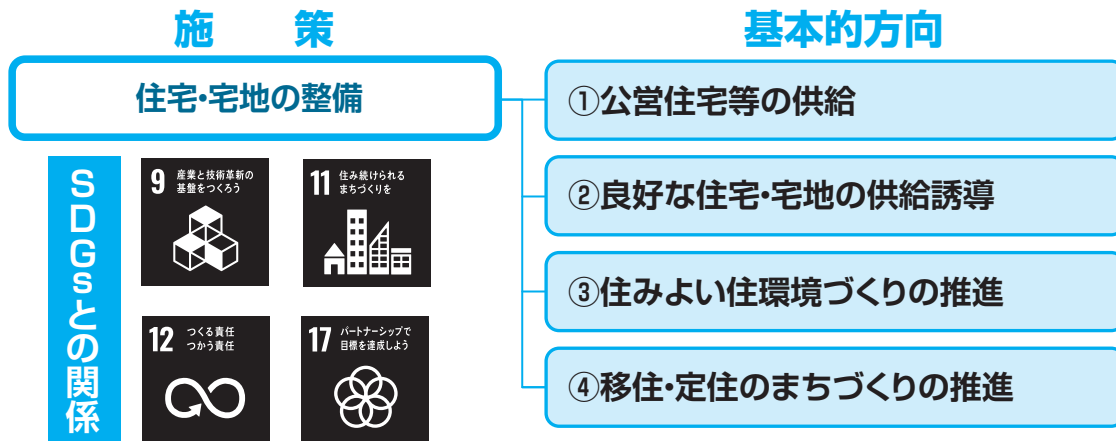 施策
基本的方向
住宅・宅地の整備
①公営住宅等の供給
②良好な住宅・宅地の供給誘導
③住みよい住環境づくりの推進
④移住・定住のまちづくりの推進
SDGsとの関係
9 産業と技術革新の
基盤をつくろう
11 住み続けられる
まちづくりを
12 つくる責任
つかう責任
17 パートナーシップで
目標を達成しよう